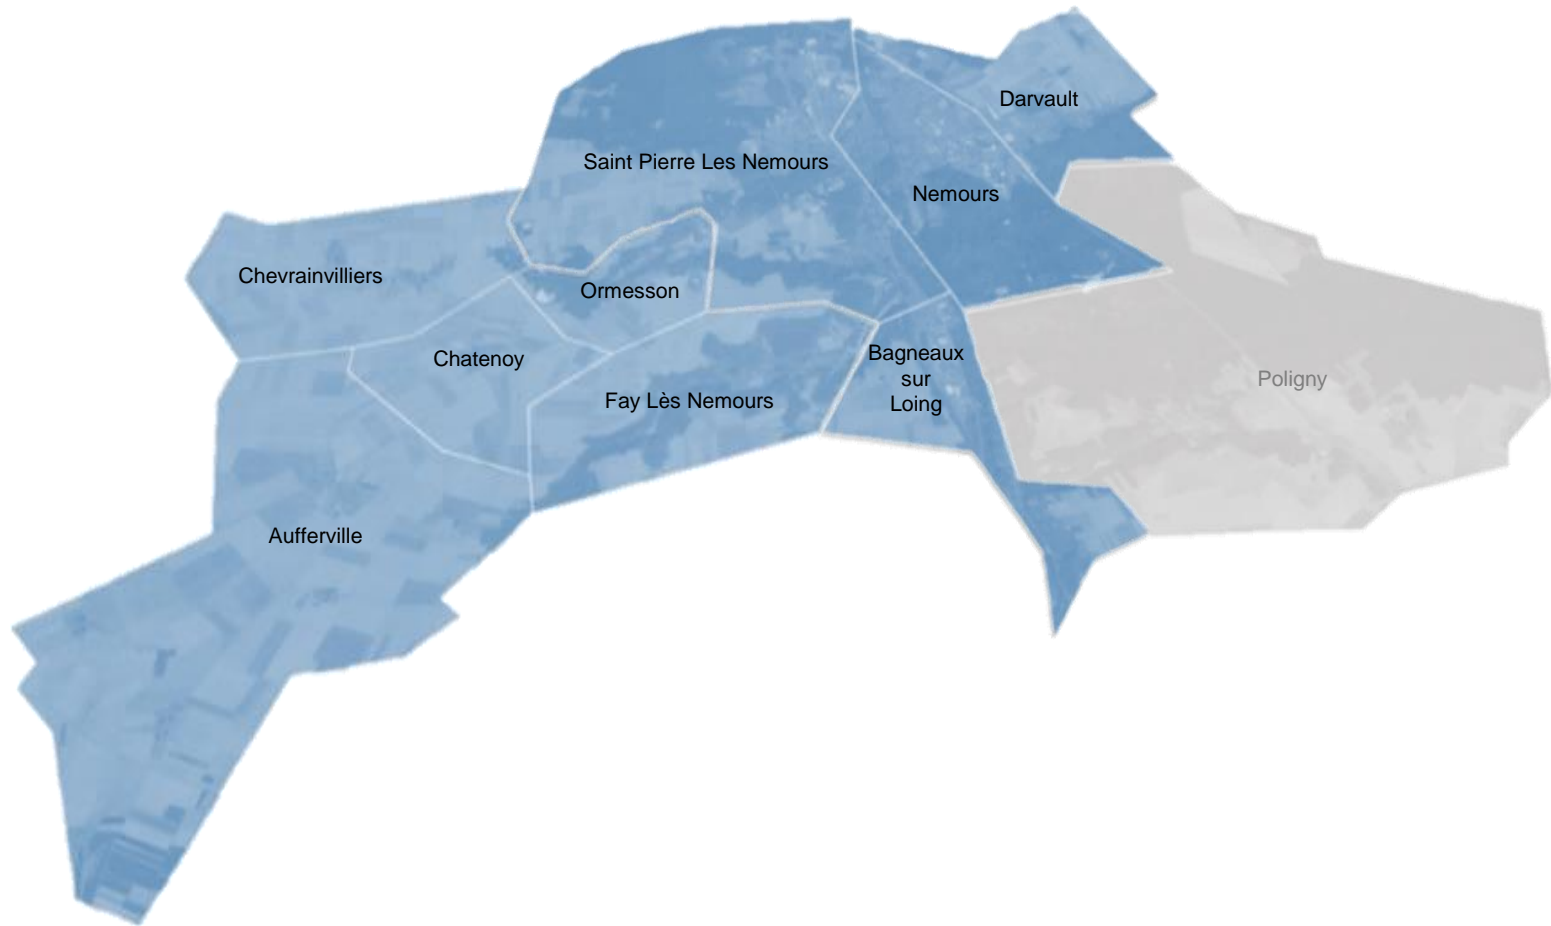 Darvault
Saint Pierre Les Nemours
Nemours
Chevrainvilliers
Ormesson
Chatenoy
Bagneaux
sur
Loing
Poligny
Fay Lès Nemours
Aufferville